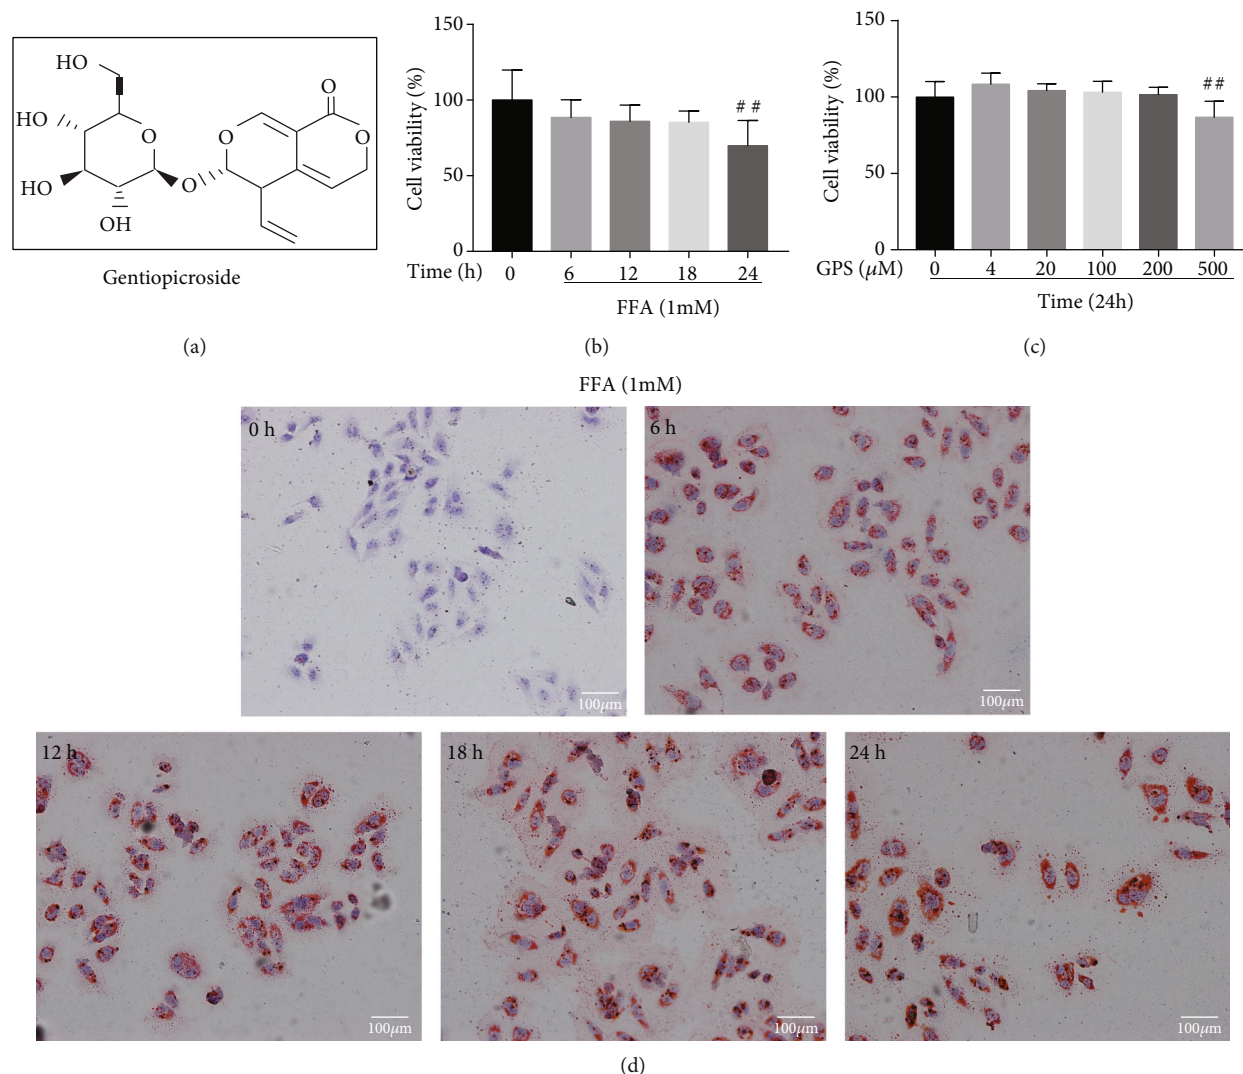 HO
HO
HO
OH
O
O
O
O
O
Gentiopicroside
(a)
Cell viability (%)
150
100
50
0
##
Time (h) 0 6 12 18 24
FFA (1mM)
(b)
Cell viability (%)
150
100
50
0
##
GPS (μM) 0 4 20 100 200 500
Time (24h)
(c)
FFA (1mM)
0 h
100μm
6 h
100μm
12 h
100μm
18 h
100μm
24 h
100μm
(d)